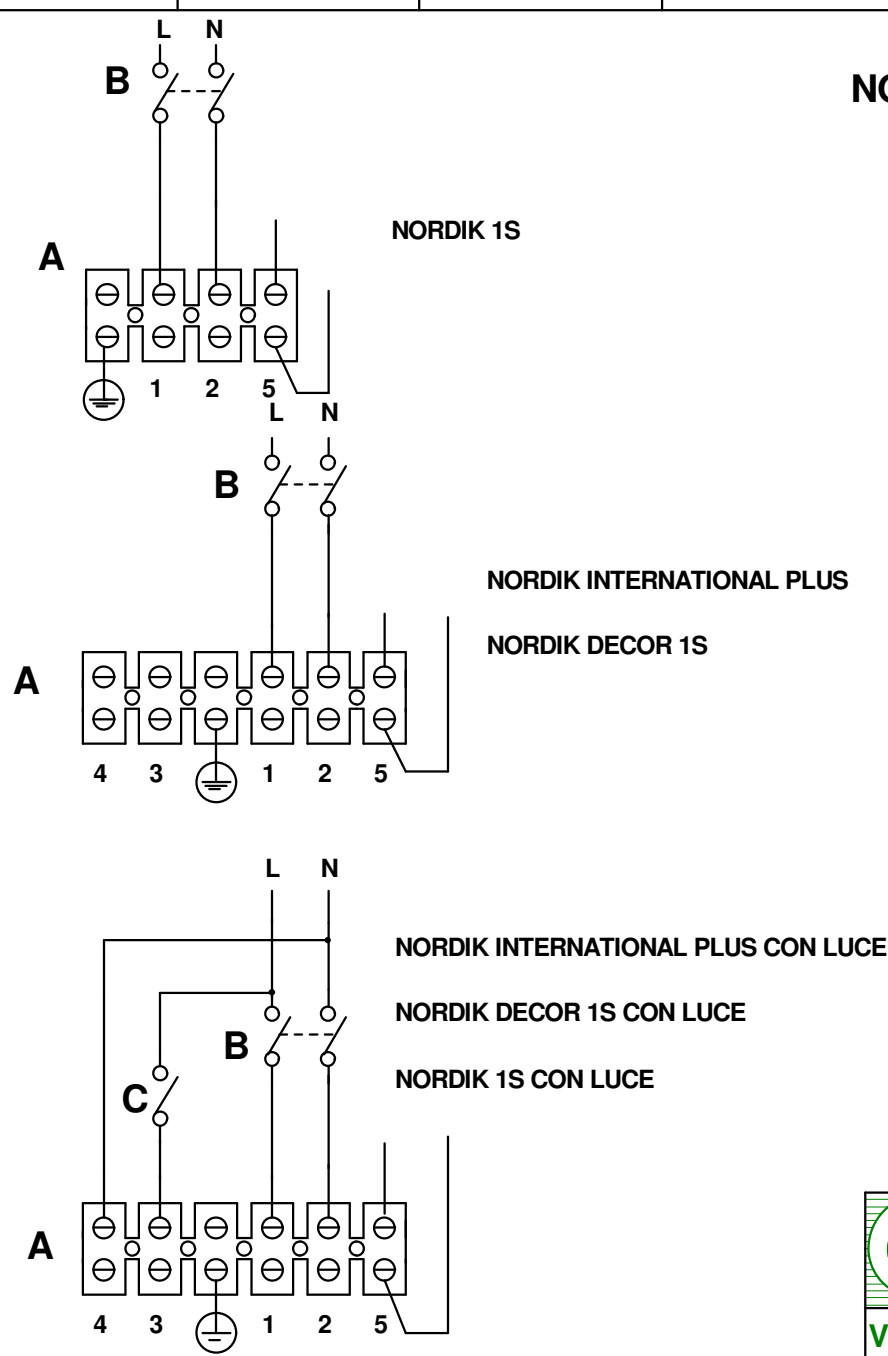 L N
B
NO
NORDIK 1S
A
1 2 5
L N
B
NORDIK INTERNATIONAL PLUS
NORDIK DECOR 1S
A
4 3 1 2 5
L N
NORDIK INTERNATIONAL PLUS CON LUCE
NORDIK DECOR 1S CON LUCE
B
C
NORDIK 1S CON LUCE
A
4 3 1 2 5
V